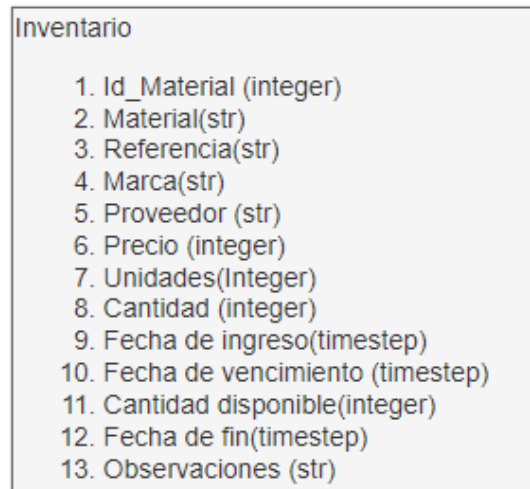 Inventario
1. Id_Material (integer)
2. Material(str)
3. Referencia(str)
4. Marca(str)
5. Proveedor (str)
6. Precio (integer)
7. Unidades(Integer)
8. Cantidad (integer)
9. Fecha de ingreso(timestep)
10. Fecha de vencimiento (timestep)
11. Cantidad disponible(integer)
12. Fecha de fin(timestep)
13. Observaciones (str)